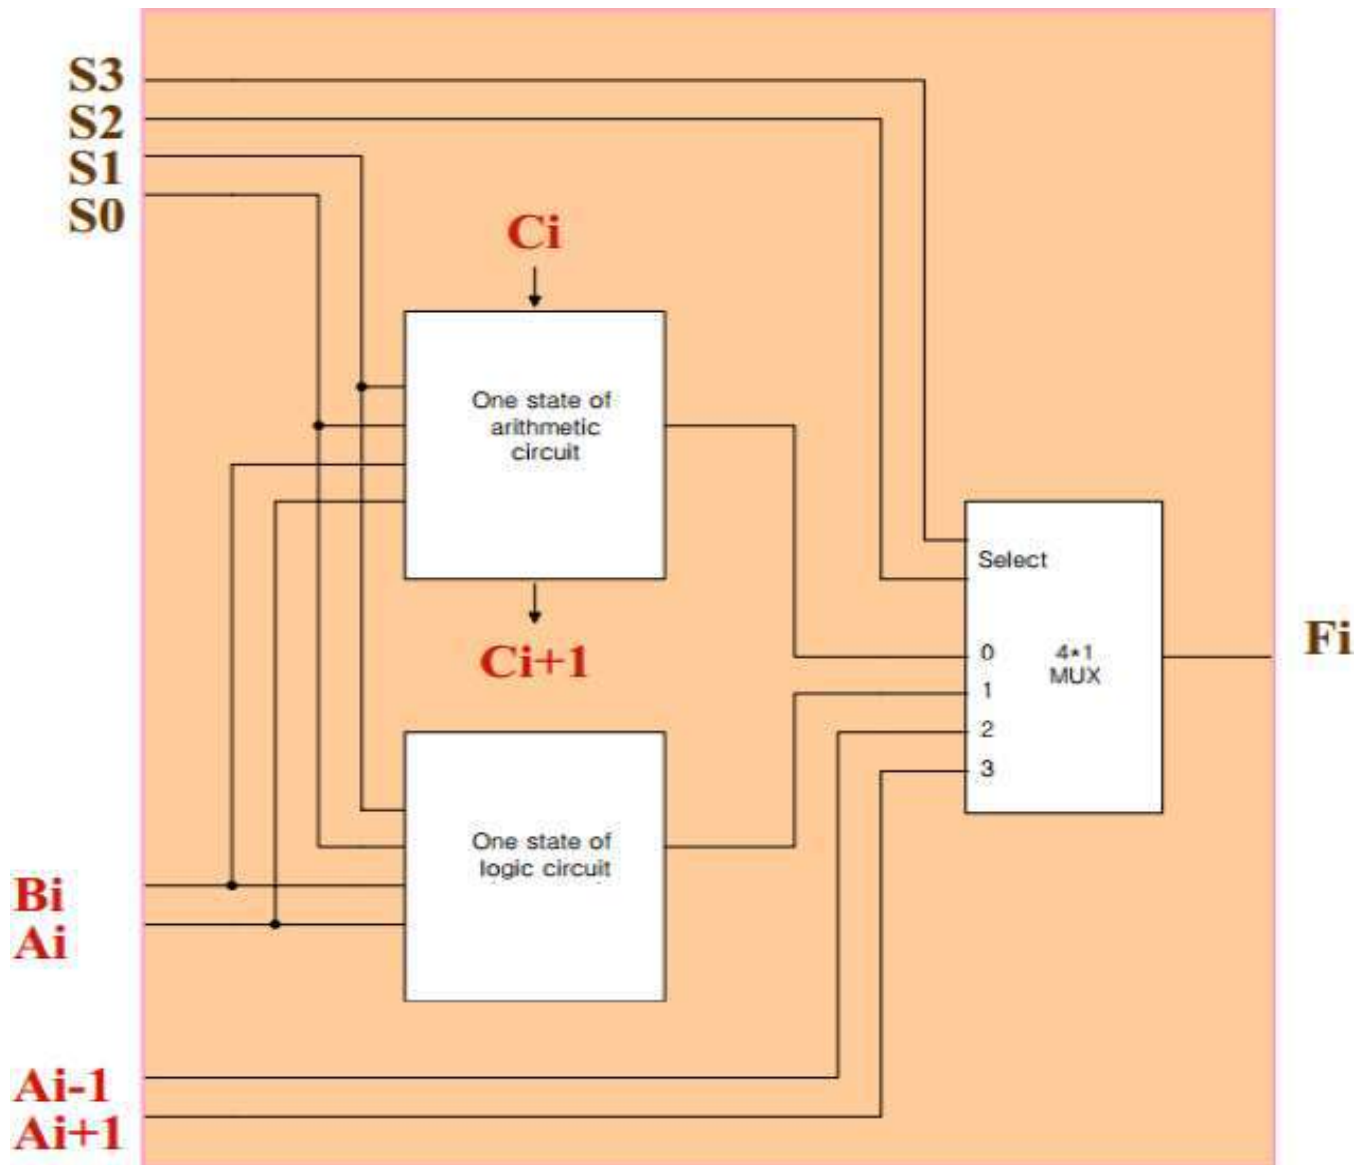 S3
S2
S1
S0
Ci
One state of
arithmetic
circuit
Ci+1
Select
0
1
2
3
4*1
MUX
Fi
One state of
logic circuit
Bi
Ai
Ai-1
Ai+1